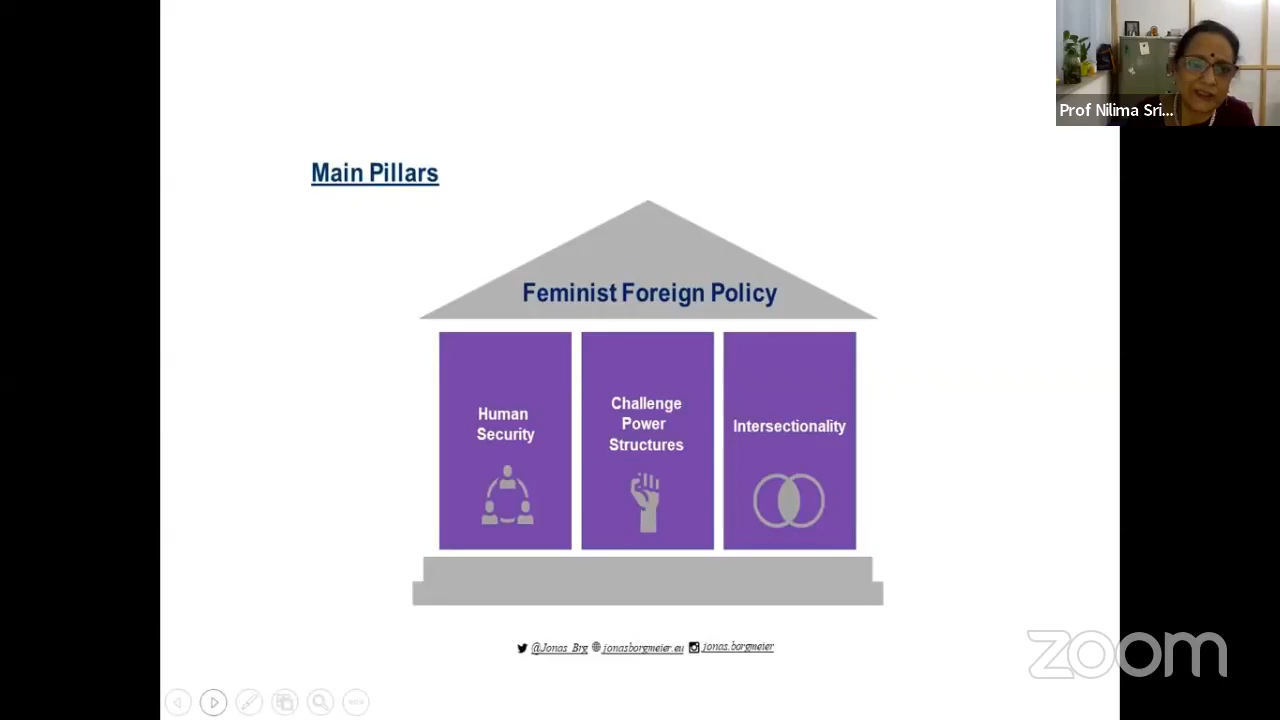 Prof Nilima Sri...
Main Pillars
Feminist Foreign Policy
Human
Security
Challenge
Power
Structures
Intersectionality
@Jonas_Brg jonasborgmeier.eu jonas.borgmeier
zoom